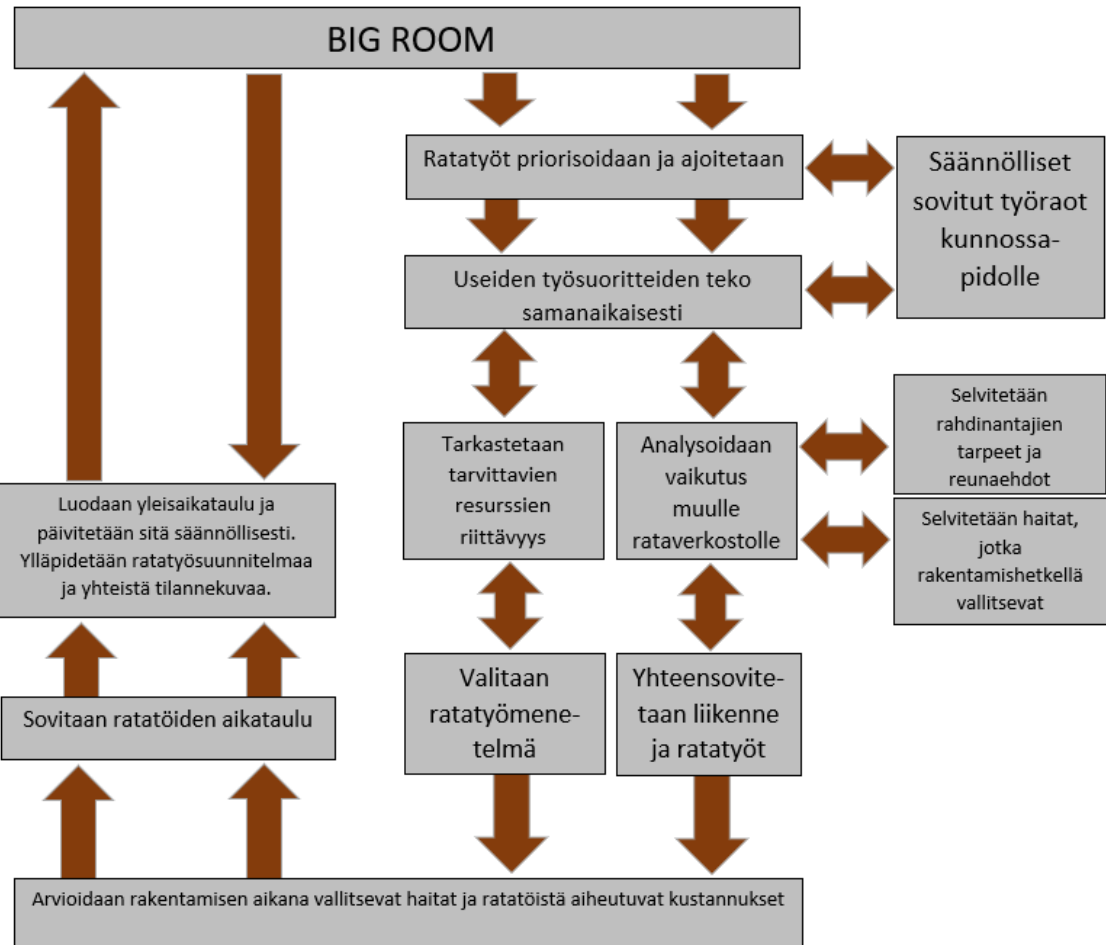 BIG ROOM
Ratatyöt priorisoidaan ja ajoitetaan
Säännölliset
sovitut työraot
kunnossa-
pidolle
Useiden työsuoritteiden teko
samanaikaisesti
Tarkastetaan
tarvittavien
resurssien
riittävyys
Analysoidaan
vaikutus
muulle
rataverkostolle
Selvitetään
rahdinantajien
tarpeet ja
reunaehdot
Selvitetään haitat,
jotka
rakentamishetkellä
vallitsevat
Luodaan yleisaikataulu ja
päivitetään sitä säännöllisesti.
Ylläpidetään ratatyösuunnitelmaa
ja yhteistä tilannekuvaa.
Valitaan
ratatyömene-
telmä
Yhteensovite-
taan liikenne
ja ratatyöt
Sovitaan ratatöiden aikataulu
Arvioidaan rakentamisen aikana vallitsevat haitat ja ratatöistä aiheutuvat kustannukset